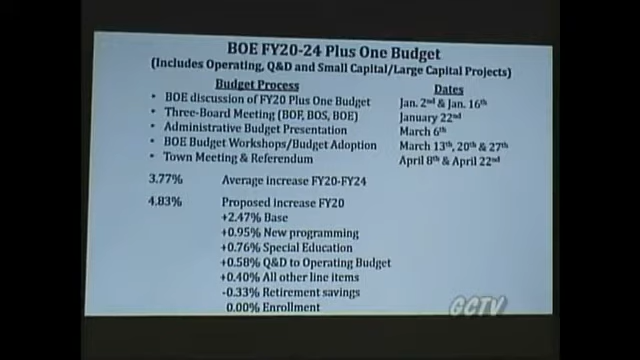 BOE FY20-24 Plus One Budget
(Includes Operating, Q&D and Small Capital/Large Capital Projects)
Budget Process Dates
• BOE discussion of FY20 Plus One Budget Jan. 2nd & Jan. 16th
• Three-Board Meeting (BOF, BOS, BOE) January 22nd
• Administrative Budget Presentation March 6th
• BOE Budget Workshops/Budget Adoption March 13th, 20th & 27th
• Town Meeting & Referendum April 8th & April 22nd
3.77% Average increase FY20-FY24
4.83% Proposed increase FY20
+2.47% Base
+0.95% New programming
+0.76% Special Education
+0.58% Q&D to Operating Budget
+0.40% All other line items
-0.33% Retirement savings
0.00% Enrollment
GCTV